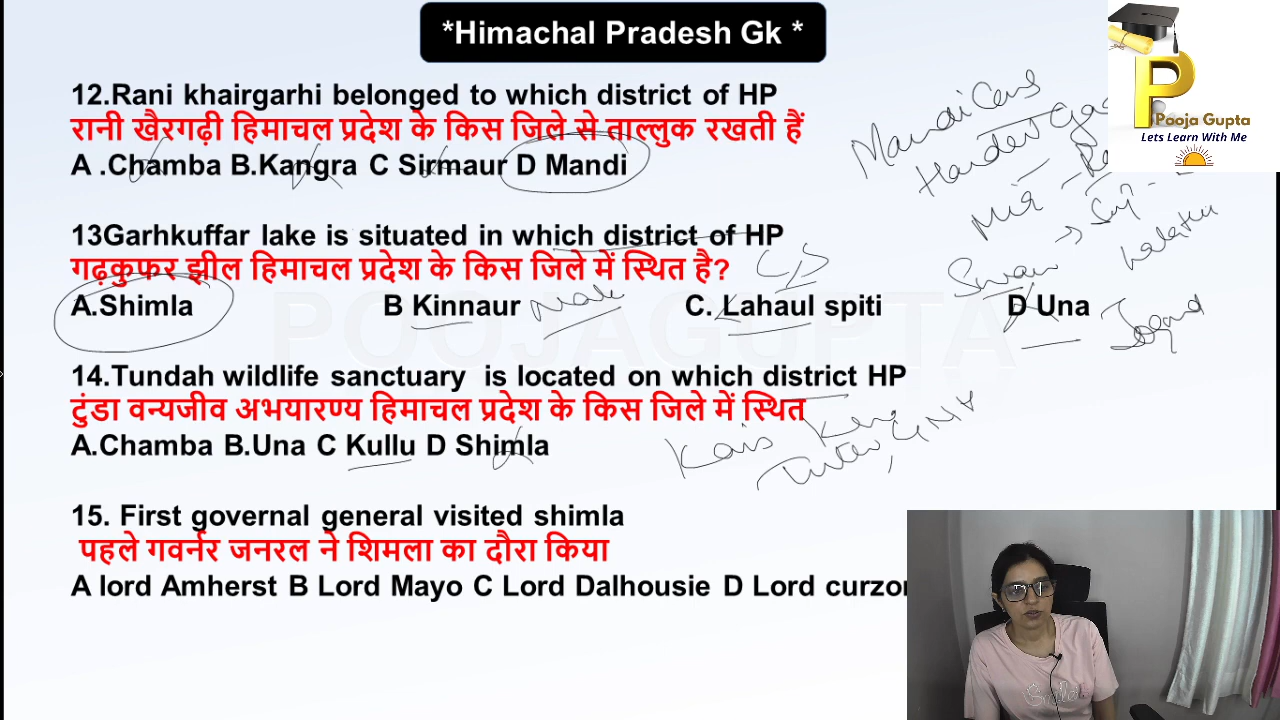 *Himachal Pradesh Gk *
P
Pooja Gupta
Lets Learn With Me
12.Rani khairgarhi belonged to which district of HP
रानी खैरगढ़ी हिमाचल प्रदेश के किस जिले से ताल्लुक रखती हैं
A .Chamba B.Kangra C Sirmaur D Mandi
13Garhkuffar lake is situated in which district of HP
गढ़कुफर झील हिमाचल प्रदेश के किस जिले में स्थित है?
A.Shimla B Kinnaur C. Lahaul spiti D Una
POOJAGUPTA
14.Tundah wildlife sanctuary is located on which district HP
टुंडा वन्यजीव अभयारण्य हिमाचल प्रदेश के किस जिले में स्थित
A.Chamba B.Una C Kullu D Shimla
15. First governal general visited shimla
पहले गवर्नर जनरल ने शिमला का दौरा किया
A lord Amherst B Lord Mayo C Lord Dalhousie D Lord